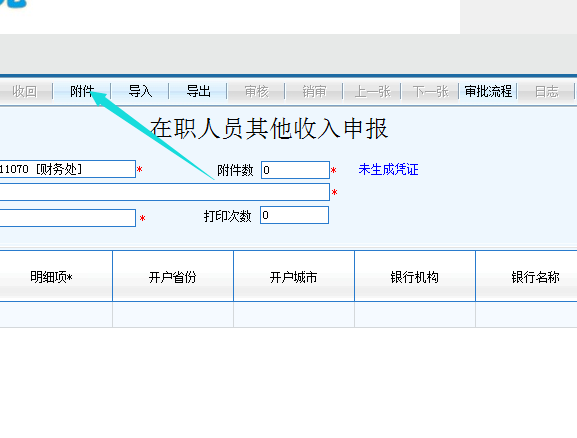 收回 附件 导入 导出 审核 销审 上一张 下一张 审批流程 日志
在职人员其他收入申报
11070 [财务处] * 附件数 0 * 未生成凭证
*
* 打印次数 0
明细项* 开户省份 开户城市 银行机构 银行名称